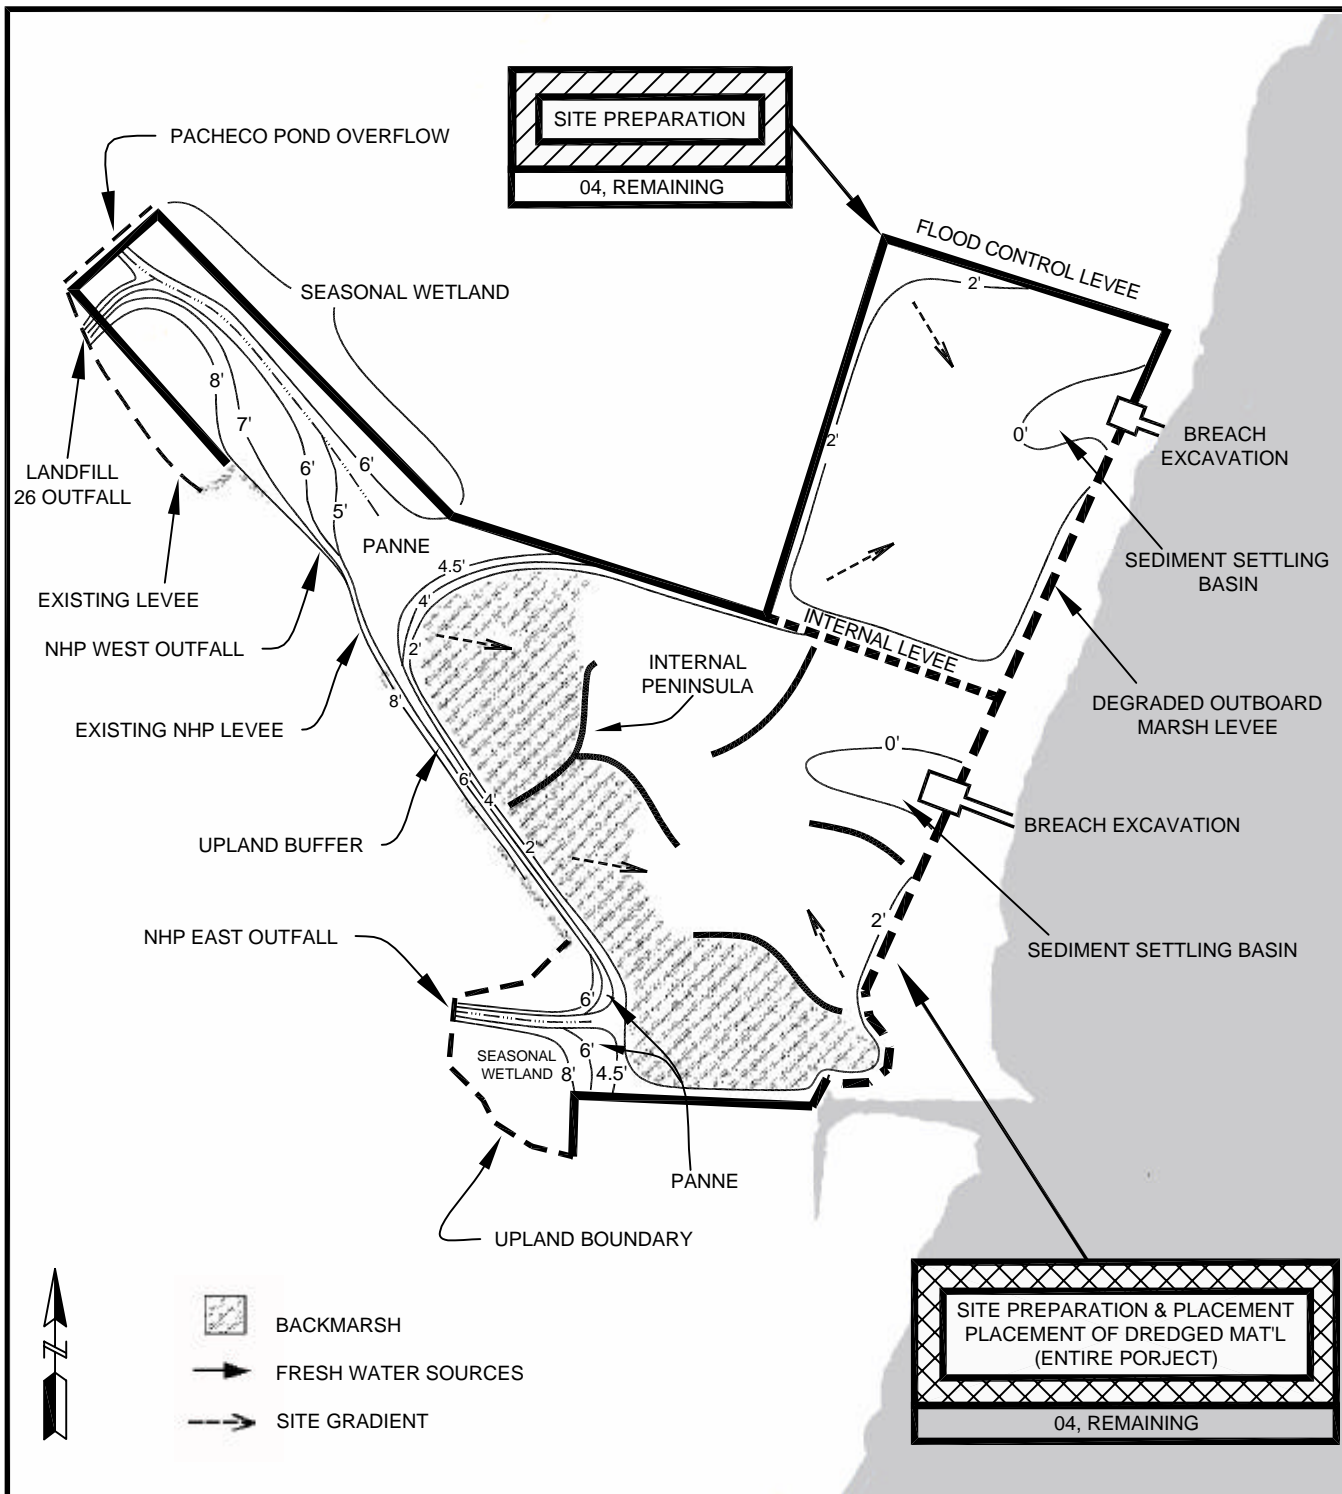 SITE PREPARATION
04, REMAINING
PACHECO POND OVERFLOW
FLOOD CONTROL LEVEE
2'
SEASONAL WETLAND
8'
7'
6'
6'
5'
2'
0'
BREACH
EXCAVATION
LANDFILL
26 OUTFALL
PANNE
4.5'
4'
2'
SEDIMENT SETTLING
BASIN
EXISTING LEVEE
NHP WEST OUTFALL
INTERNAL LEVEE
INTERNAL
PENINSULA
EXISTING NHP LEVEE
8'
DEGRADED OUTBOARD
MARSH LEVEE
0'
6'
4'
2'
UPLAND BUFFER
BREACH EXCAVATION
2'
NHP EAST OUTFALL
SEDIMENT SETTLING BASIN
6'
6'
SEASONAL
WETLAND
8'
4.5'
PANNE
UPLAND BOUNDARY
N
BACKMARSH
FRESH WATER SOURCES
SITE GRADIENT
SITE PREPARATION & PLACEMENT
PLACEMENT OF DREDGED MAT'L
(ENTIRE PORJECT)
04, REMAINING